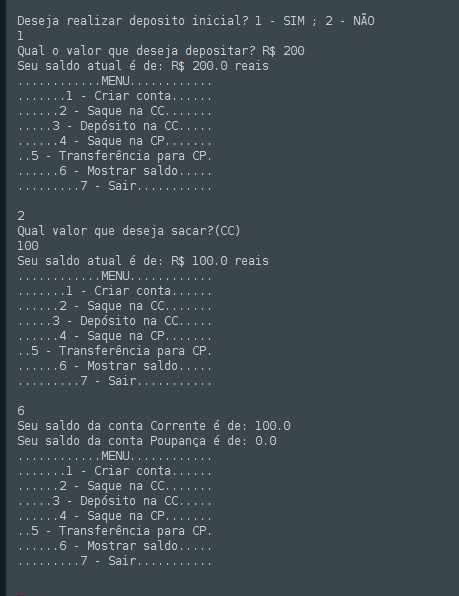 Deseja realizar deposito inicial? 1 - SIM ; 2 - NÃO
1
Qual o valor que deseja depositar? R$ 200
Seu saldo atual é de: R$ 200.0 reais
............MENU............
.......1 - Criar conta......
......2 - Saque na CC.......
.....3 - Depósito na CC.....
......4 - Saque na CP.......
..5 - Transferência para CP.
......6 - Mostrar saldo.....
.........7 - Sair...........
2
Qual valor que deseja sacar?(CC)
100
Seu saldo atual é de: R$ 100.0 reais
............MENU............
.......1 - Criar conta......
......2 - Saque na CC.......
.....3 - Depósito na CC.....
......4 - Saque na CP.......
..5 - Transferência para CP.
......6 - Mostrar saldo.....
.........7 - Sair...........
6
Seu saldo da conta Corrente é de: 100.0
Seu saldo da conta Poupança é de: 0.0
............MENU............
.......1 - Criar conta......
......2 - Saque na CC.......
.....3 - Depósito na CC.....
......4 - Saque na CP.......
..5 - Transferência para CP.
......6 - Mostrar saldo.....
.........7 - Sair...........